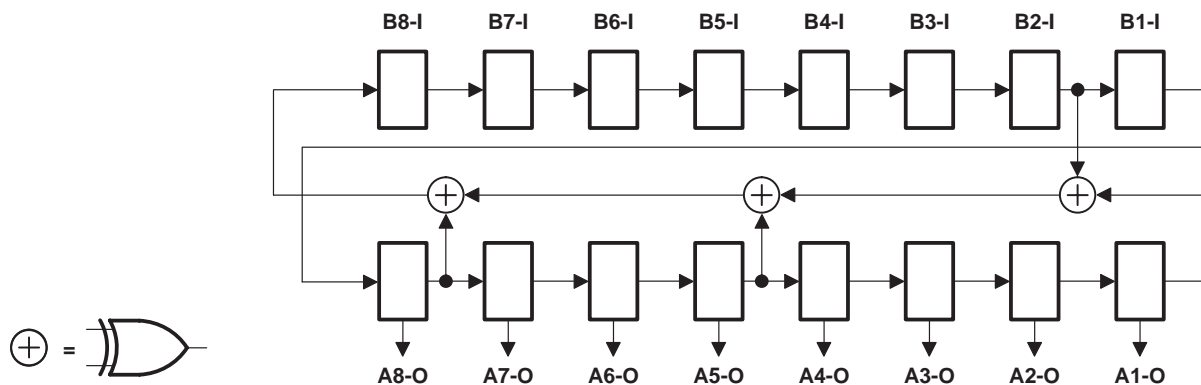 B8-I B7-I B6-I B5-I B4-I B3-I B2-I B1-I
=
A8-O A7-O A6-O A5-O A4-O A3-O A2-O A1-O